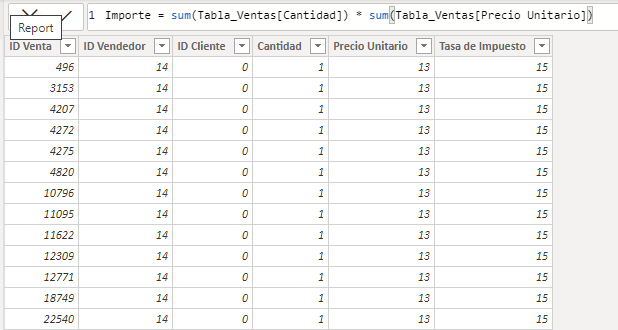 Report
1 Importe = sum(Tabla_Ventas[Cantidad]) * sum(Tabla_Ventas[Precio Unitario])
ID Venta ID Vendedor ID Cliente Cantidad Precio Unitario Tasa de Impuesto
496 14 0 1 13 15
3153 14 0 1 13 15
4207 14 0 1 13 15
4272 14 0 1 13 15
4275 14 0 1 13 15
4820 14 0 1 13 15
10796 14 0 1 13 15
11095 14 0 1 13 15
11622 14 0 1 13 15
12309 14 0 1 13 15
12771 14 0 1 13 15
18749 14 0 1 13 15
22540 14 0 1 13 15